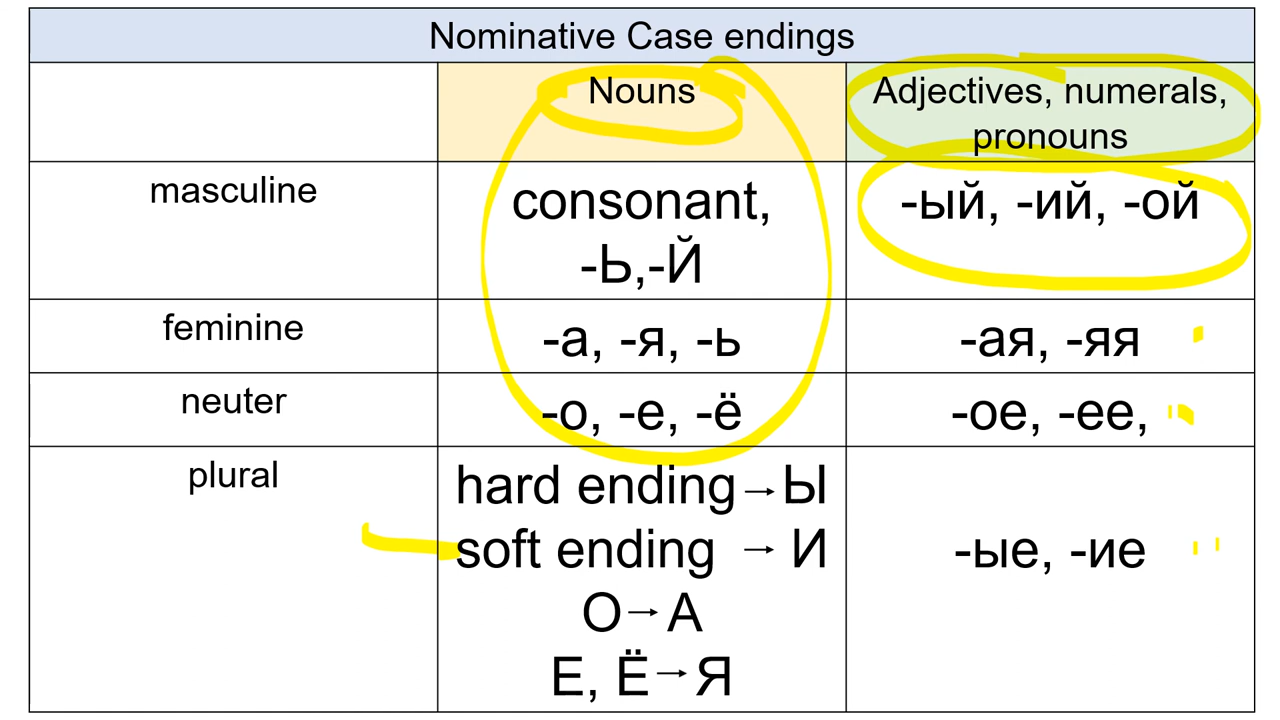 Nominative Case endings
Nouns
Adjectives, numerals,
pronouns
masculine
consonant,
-Ь,-Й
-ый, -ий, -ой
feminine
-а, -я, -ь
-ая, -яя
neuter
-о, -е, -ё
-ое, -ее,
plural
hard ending→Ы
soft ending → И
О→А
Е, Ё→Я
-ые, -ие